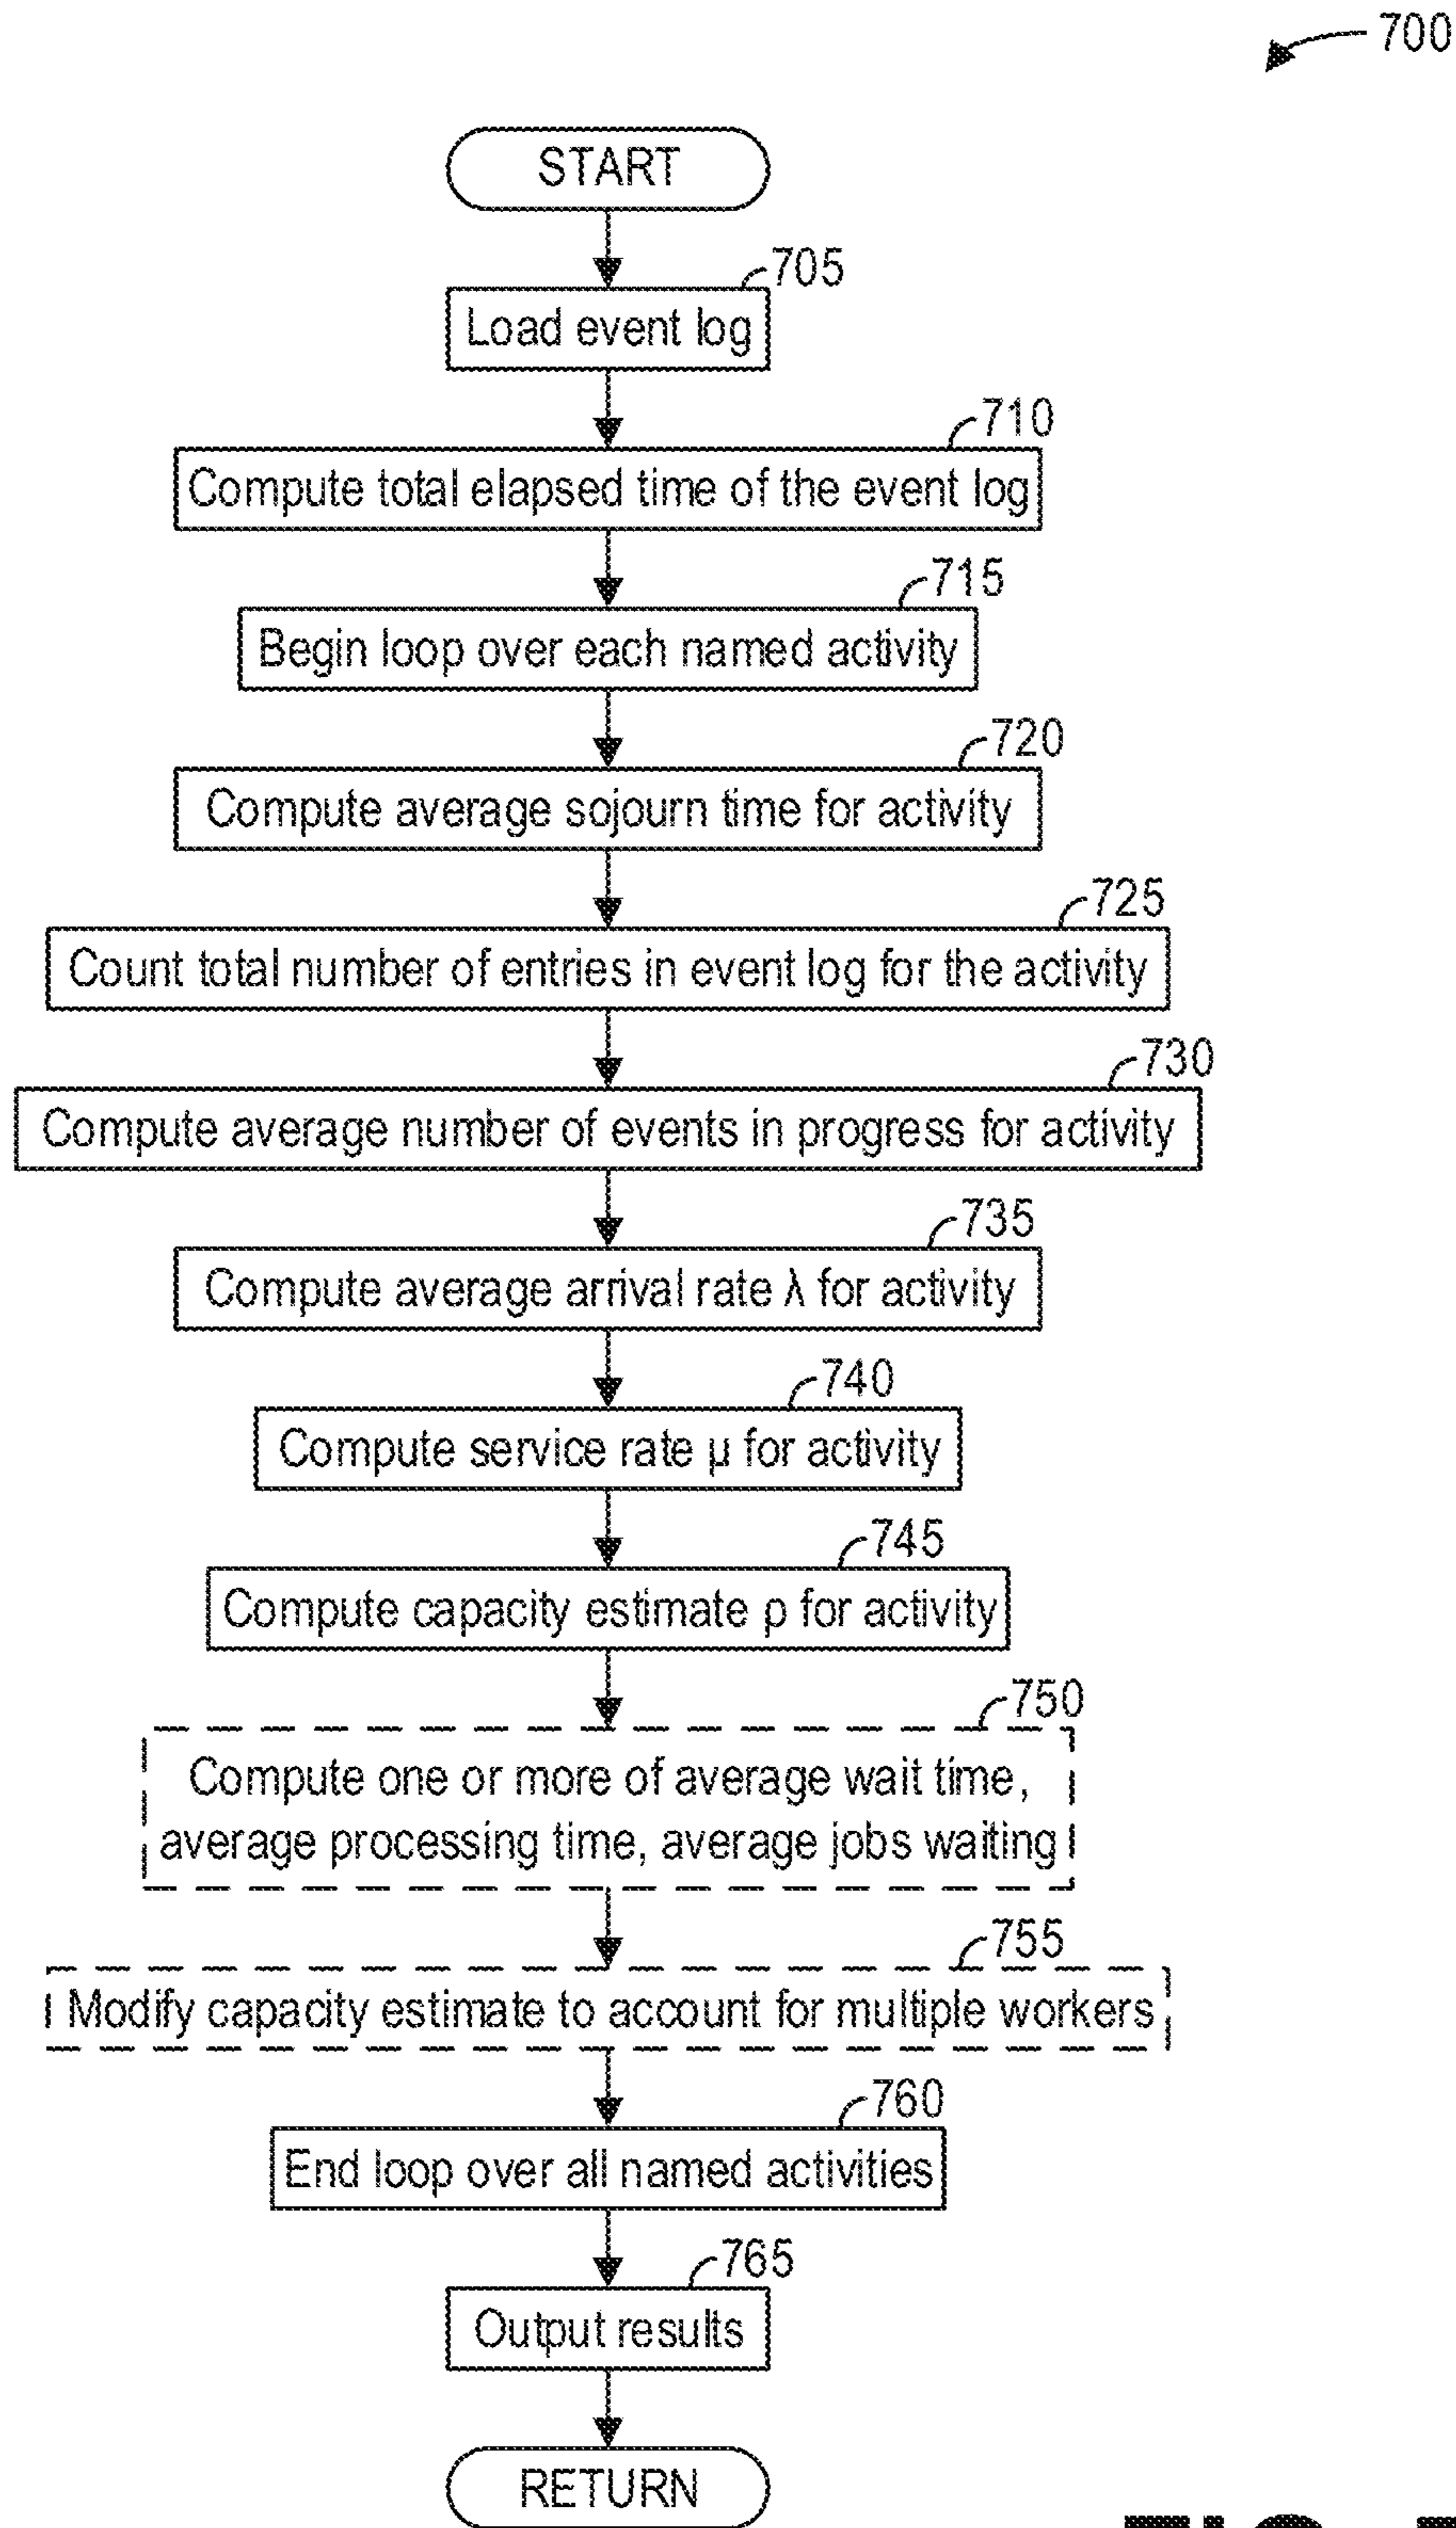 700
START
705
Load event log
710
Compute total elapsed time of the event log
715
Begin loop over each named activity
720
Compute average sojourn time for activity
725
Count total number of entries in event log for the activity
730
Compute average number of events in progress for activity
735
Compute average arrival rate λ for activity
740
Compute service rate μ for activity
745
Compute capacity estimate ρ for activity
750
Compute one or more of average wait time,
average processing time, average jobs waiting
755
Modify capacity estimate to account for multiple workers
760
End loop over all named activities
765
Output results
RETURN